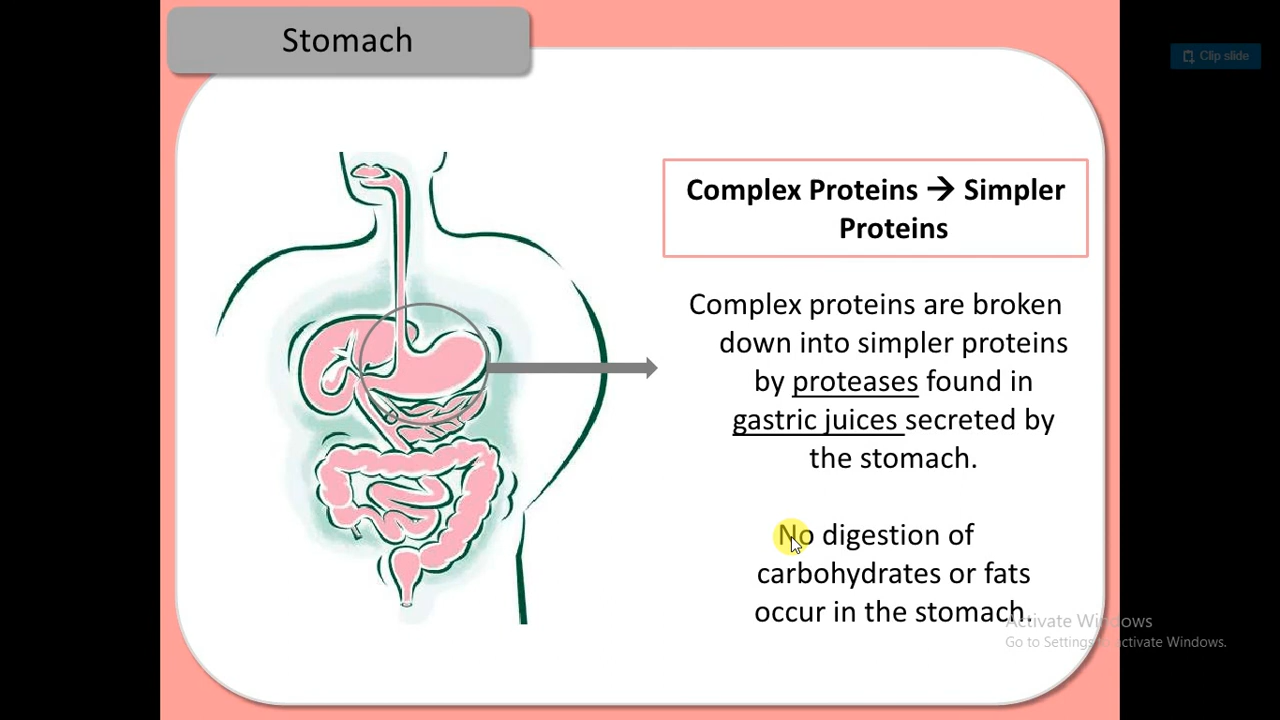 Stomach
Clip slide
Complex Proteins → Simpler
Proteins
Complex proteins are broken
down into simpler proteins
by proteases found in
gastric juices secreted by
the stomach.
No digestion of
carbohydrates or fats
occur in the stomach.
Activate Windows
Go to Settings to activate Windows.